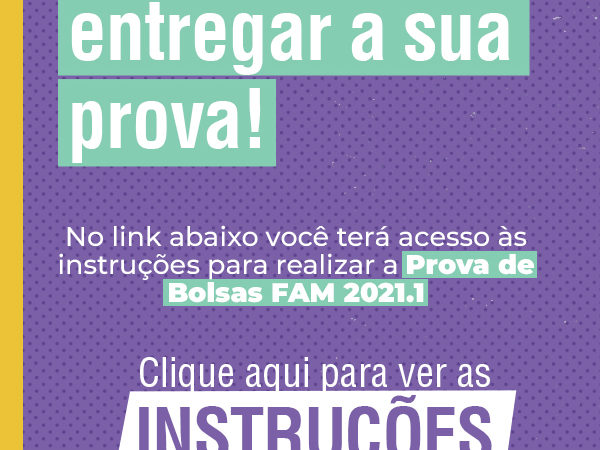 entregar a sua
prova!
No link abaixo você terá acesso às
instruções para realizar a Prova de
Bolsas FAM 2021.1
Clique aqui para ver as
INSTRUÇÕES